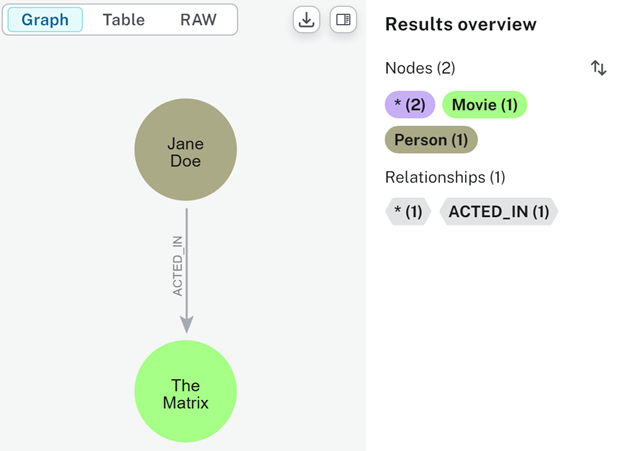 Graph Table RAW
Jane
Doe
ACTED_IN
The
Matrix
Results overview
Nodes (2)
* (2) Movie (1)
Person (1)
Relationships (1)
* (1) ACTED_IN (1)